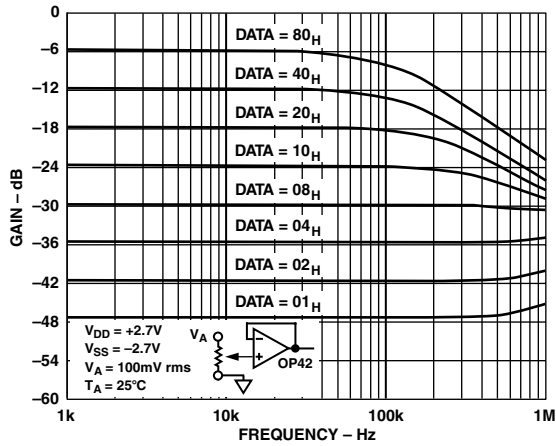 0
–6
–12
–18
–24
–30
–36
–42
–48
–54
–60
GAIN – dB
DATA = 80H
DATA = 40H
DATA = 20H
DATA = 10H
DATA = 08H
DATA = 04H
DATA = 02H
DATA = 01H
VDD = +2.7V
VSS = –2.7V
VA = 100mV rms
TA = 25°C
VA
–
+
OP42
1k 10k 100k 1M
FREQUENCY – Hz